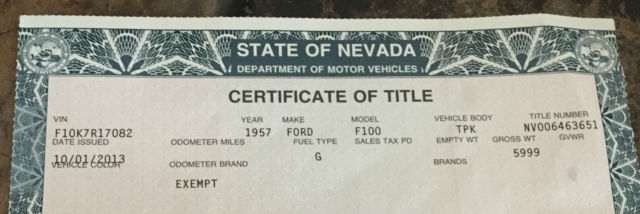 STATE OF NEVADA
DEPARTMENT OF MOTOR VEHICLES
CERTIFICATE OF TITLE
VIN YEAR MAKE MODEL VEHICLE BODY TITLE NUMBER
F10K7R17082 1957 FORD F100 TPK NV006463651
DATE ISSUED ODOMETER MILES FUEL TYPE SALES TAX PD EMPTY WT GROSS WT GVWR
10/01/2013 G 5999
VEHICLE COLOR ODOMETER BRAND BRANDS
EXEMPT